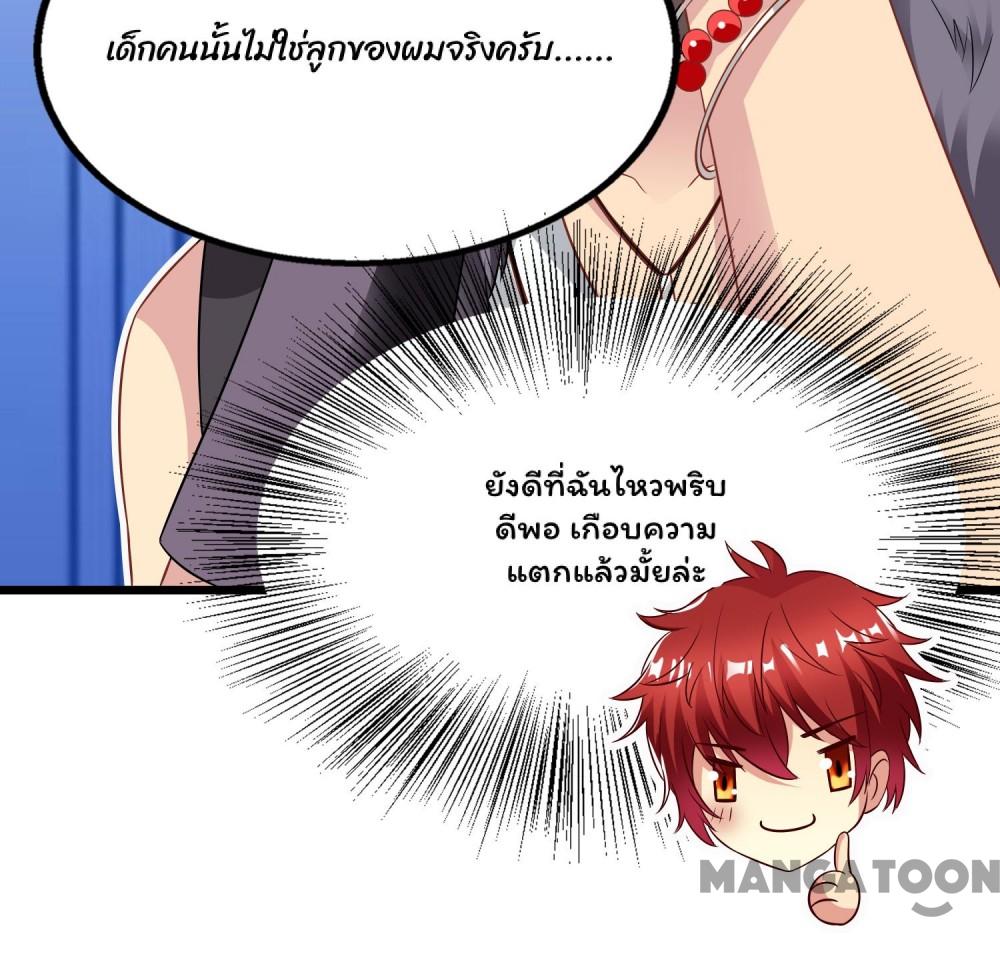 เด็กคนนั้นไม่ใช่ลูกของผมจริงครับ......
ยังดีที่ฉันไหวพริบ
ดีพอ เกือบความ
แตกแล้วมั้ยล่ะ
MANGATOON